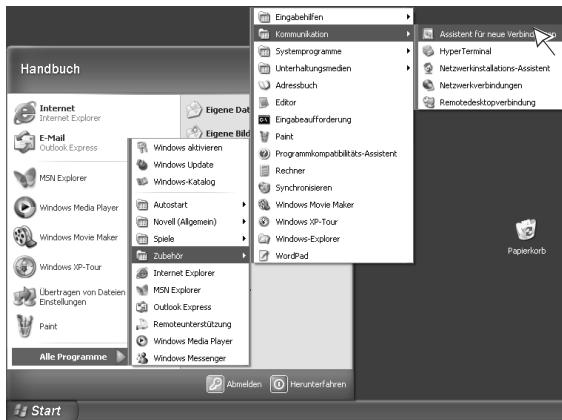 Handbuch
Internet
Internet Explorer
E-Mail
Outlook Express
MSN Explorer
Windows Media Player
Windows Movie Maker
Windows XP-Tour
Übertragen von Dateien
Einstellungen
Paint
Alle Programme
Eigene Dat
Eigene Bild
Windows aktivieren
Windows Update
Windows-Katalog
Autostart
Novell (Allgemein)
Spiele
Zubehör
Internet Explorer
MSN Explorer
Outlook Express
Remoteunterstützung
Windows Media Player
Windows Messenger
Eingabehilfen
Kommunikation
Systemprogramme
Unterhaltungsmedien
Adressbuch
Editor
Eingabeaufforderung
Paint
Programmkompatibilitäts-Assistent
Rechner
Synchronisieren
Windows Movie Maker
Windows XP-Tour
Windows-Explorer
WordPad
Assistent für neue Verbindungen
HyperTerminal
Netzwerkinstallations-Assistent
Netzwerkverbindungen
Remotedesktopverbindung
Papierkorb
Abmelden
Herunterfahren
Start